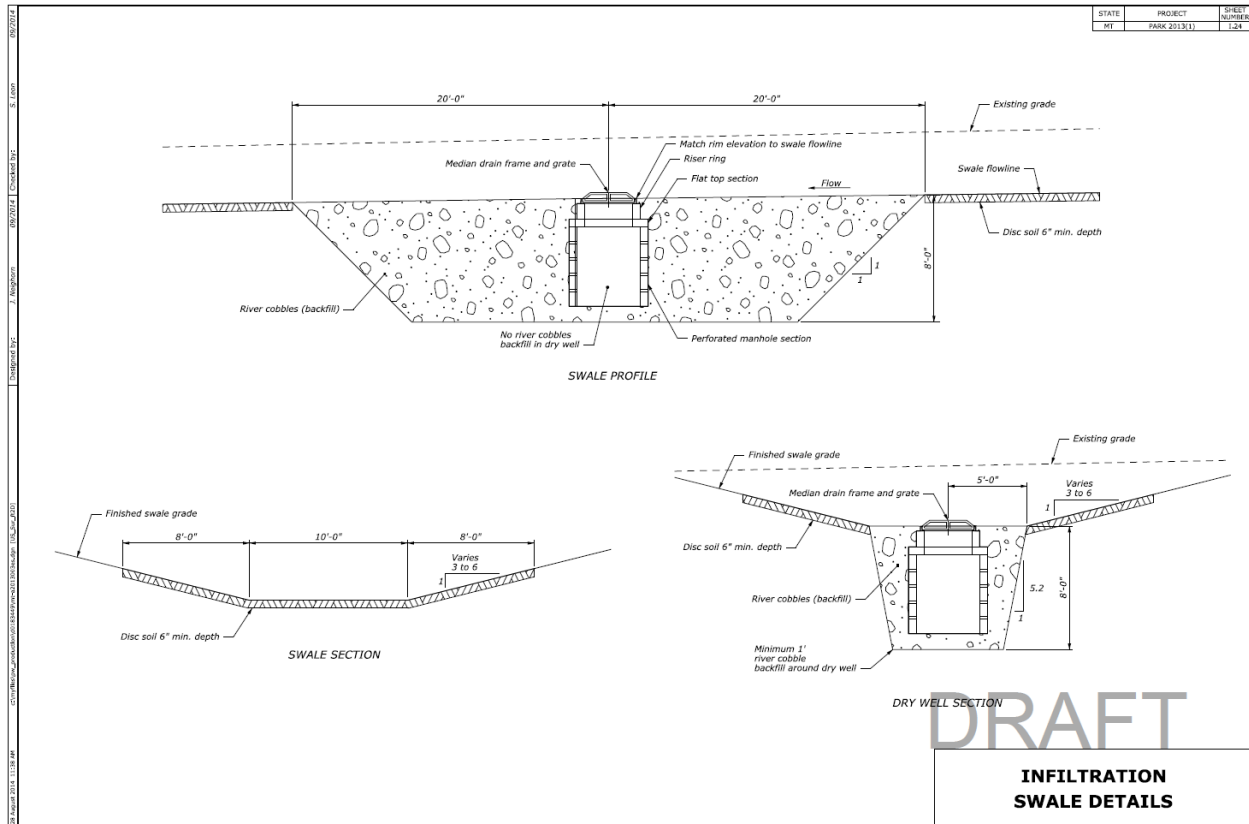 STATE PROJECT SHEET NUMBER
MT PARK 2013(1) I.24
09/2014
S. Leon
Checked by:
09/2014
J. Neighorn
Designed by:
28 August 2014 11:38 AM
20'-0" 20'-0"
Existing grade
Match rim elevation to swale flowline
Median drain frame and grate
Riser ring
Flat top section
Flow
Swale flowline
Disc soil 6" min. depth
8'-0"
1
1
River cobbles (backfill)
No river cobbles
backfill in dry well
Perforated manhole section
SWALE PROFILE
Finished swale grade
8'-0" 10'-0" 8'-0"
Varies
3 to 6
1
Disc soil 6" min. depth
SWALE SECTION
Existing grade
Finished swale grade
5'-0"
Varies
3 to 6
1
Median drain frame and grate
Disc soil 6" min. depth
River cobbles (backfill)
5.2
1
8'-0"
Minimum 1'
river cobble
backfill around dry well
DRY WELL SECTION
DRAFT
INFILTRATION
SWALE DETAILS